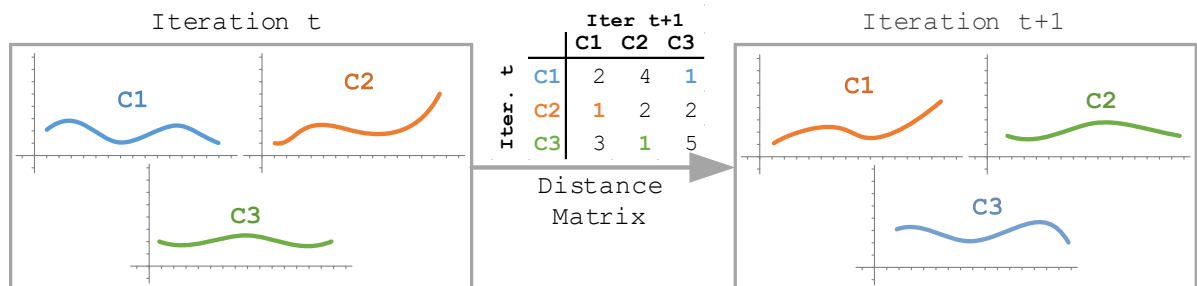 Iteration t
C1
C2
C3
Iter t+1
C1 C2 C3
Iter. t
C1 2 4 1
C2 1 2 2
C3 3 1 5
Distance
Matrix
Iteration t+1
C1
C2
C3